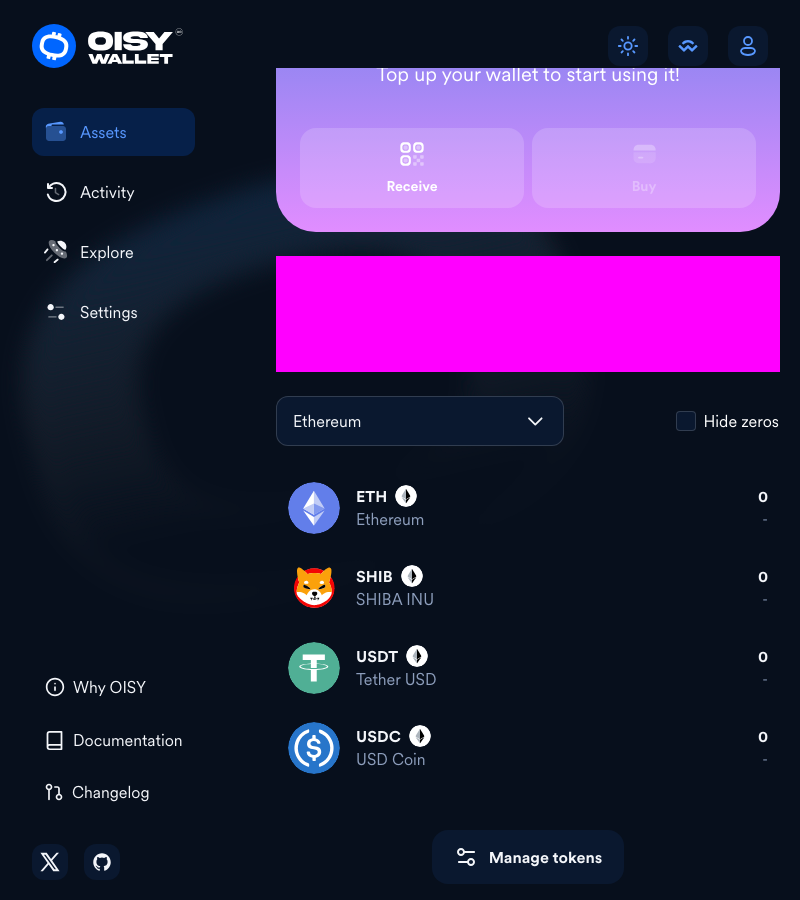 OISY
WALLET
Top up your wallet to start using it!
Assets
Receive
Buy
Activity
Explore
Settings
Ethereum
Hide zeros
ETH
0
Ethereum
-
SHIB
0
SHIBA INU
-
USDT
0
Tether USD
-
USDC
0
USD Coin
-
Why OISY
Documentation
Changelog
Manage tokens